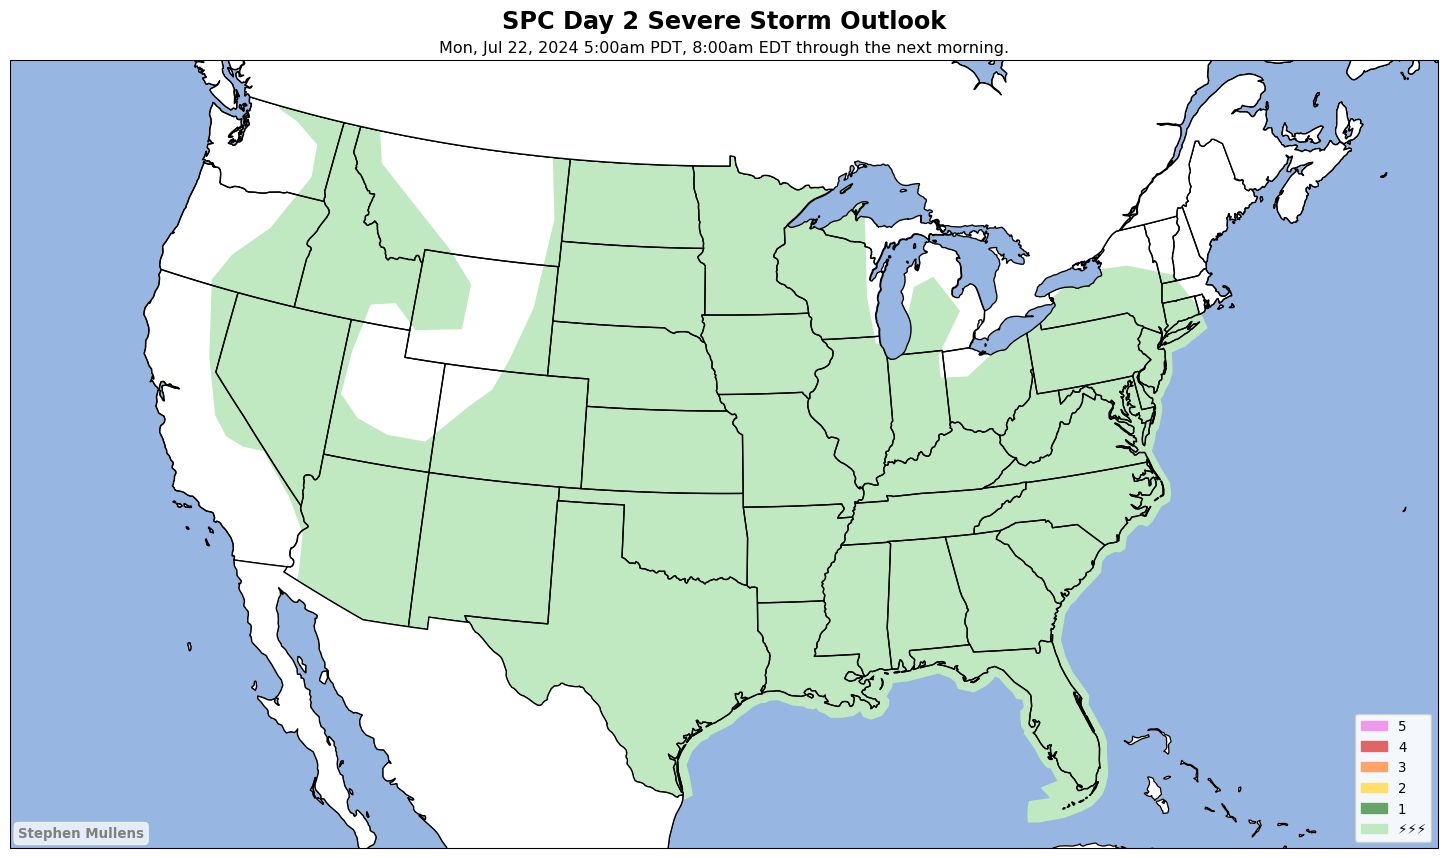 SPC Day 2 Severe Storm Outlook
Mon, Jul 22, 2024 5:00am PDT, 8:00am EDT through the next morning.
5
4
3
2
1
⚡⚡⚡
Stephen Mullens